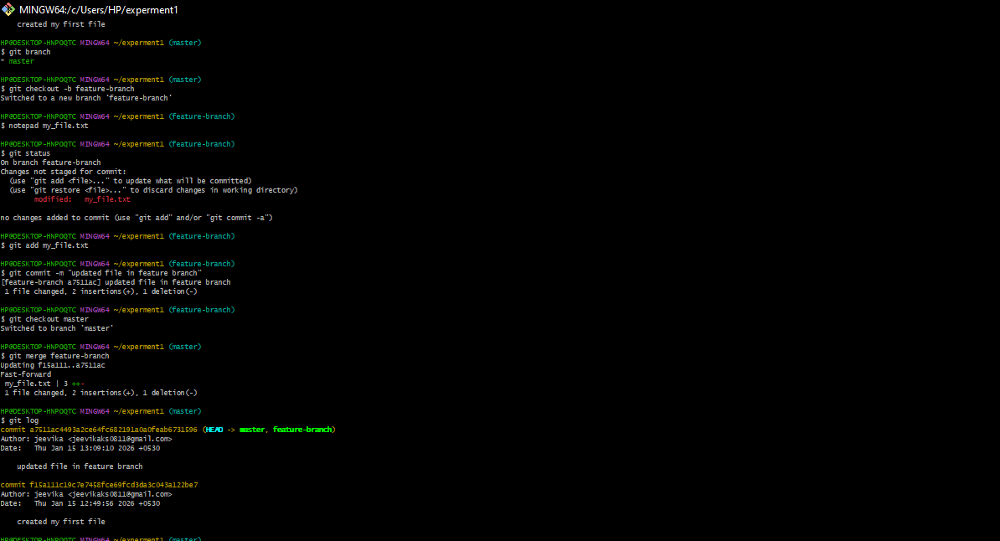 MINGW64:/c/Users/HP/experment1
created my first file
HP@DESKTOP-HNPOQTC MINGW64 ~/experment1 (master)
$ git branch
* master
HP@DESKTOP-HNPOQTC MINGW64 ~/experment1 (master)
$ git checkout -b feature-branch
Switched to a new branch 'feature-branch'
HP@DESKTOP-HNPOQTC MINGW64 ~/experment1 (feature-branch)
$ notepad my_file.txt
HP@DESKTOP-HNPOQTC MINGW64 ~/experment1 (feature-branch)
$ git status
On branch feature-branch
Changes not staged for commit:
(use "git add <file>..." to update what will be committed)
(use "git restore <file>..." to discard changes in working directory)
modified: my_file.txt
no changes added to commit (use "git add" and/or "git commit -a")
HP@DESKTOP-HNPOQTC MINGW64 ~/experment1 (feature-branch)
$ git add my_file.txt
HP@DESKTOP-HNPOQTC MINGW64 ~/experment1 (feature-branch)
$ git commit -m "updated file in feature branch"
[feature-branch a7511ac] updated file in feature branch
1 file changed, 2 insertions(+), 1 deletion(-)
HP@DESKTOP-HNPOQTC MINGW64 ~/experment1 (feature-branch)
$ git checkout master
Switched to branch 'master'
HP@DESKTOP-HNPOQTC MINGW64 ~/experment1 (master)
$ git merge feature-branch
Updating f15a111..a7511ac
Fast-forward
my_file.txt | 3 ++-
1 file changed, 2 insertions(+), 1 deletion(-)
HP@DESKTOP-HNPOQTC MINGW64 ~/experment1 (master)
$ git log
commit a7511ac4493a2ce64fc682191a0a0feab6731596 (HEAD -> master, feature-branch)
Author: jeevika <jeevikaks0811@gmail.com>
Date: Thu Jan 15 13:09:10 2026 +0530
updated file in feature branch
commit f15a111c19c7e7458fce69fcd3da3c043a122be7
Author: jeevika <jeevikaks0811@gmail.com>
Date: Thu Jan 15 12:49:56 2026 +0530
created my first file
HP@DESKTOP-HNPOQTC MINGW64 ~/experment1 (master)